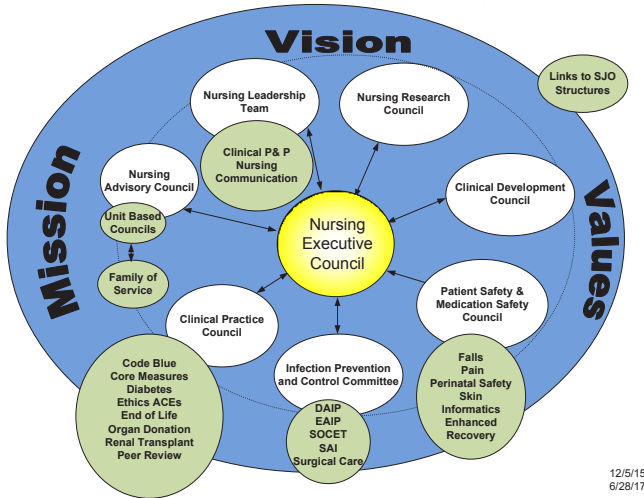 Vision
Links to SJO
Structures
Nursing Leadership
Team
Nursing Research
Council
Clinical P& P
Nursing
Communication
Mission
Nursing
Advisory Council
Clinical Development
Council
Values
Unit Based
Councils
Nursing
Executive
Council
Family of
Service
Patient Safety &
Medication Safety
Council
Clinical Practice
Council
Infection Prevention
and Control Committee
Code Blue
Core Measures
Diabetes
Ethics ACEs
End of Life
Organ Donation
Renal Transplant
Peer Review
DAIP
EAIP
SOCET
SAI
Surgical Care
Falls
Pain
Perinatal Safety
Skin
Informatics
Enhanced
Recovery
12/5/15
6/28/17